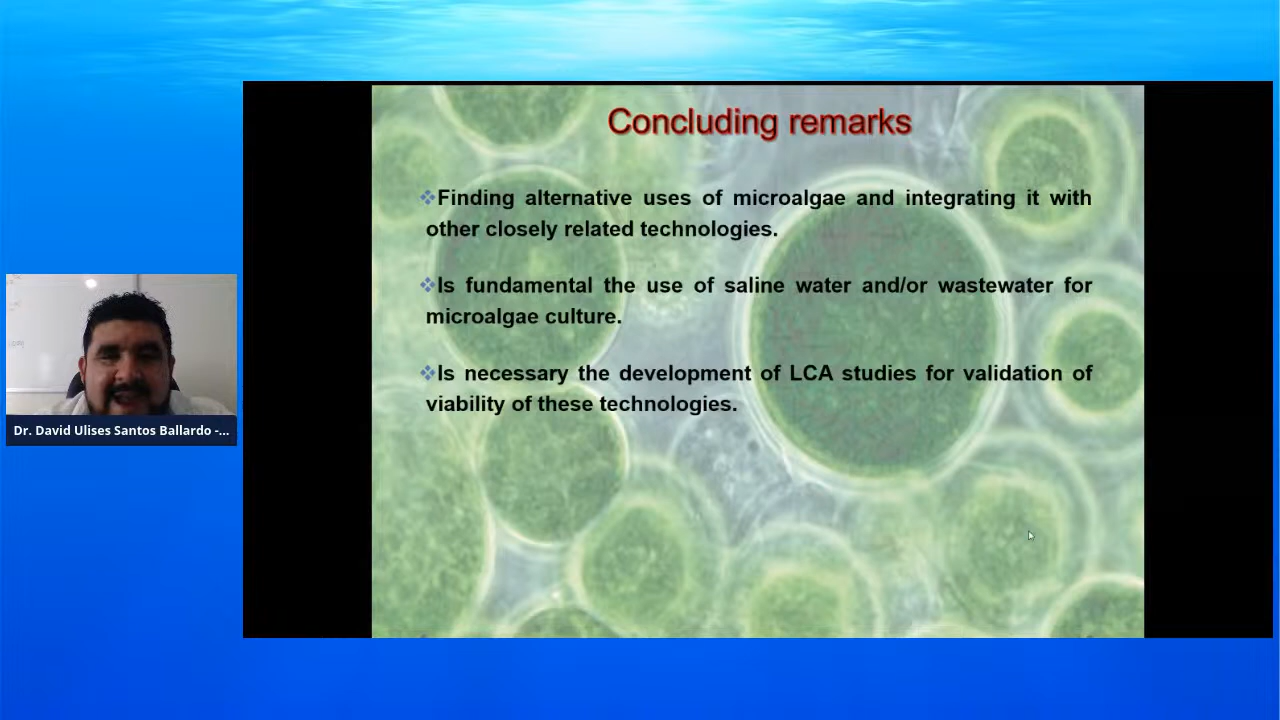 Concluding remarks
❖Finding alternative uses of microalgae and integrating it with
other closely related technologies.
❖Is fundamental the use of saline water and/or wastewater for
microalgae culture.
❖Is necessary the development of LCA studies for validation of
viability of these technologies.
Dr. David Ulises Santos Ballardo -...